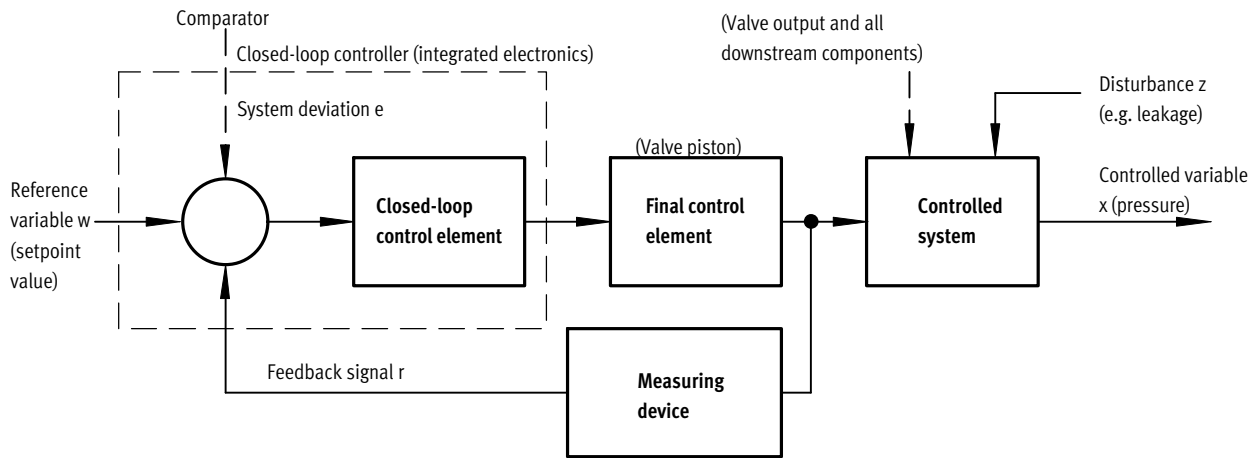 Comparator
Closed-loop controller (integrated electronics)
System deviation e
(Valve output and all
downstream components)
Disturbance z
(e.g. leakage)
Reference
variable w
(setpoint
value)
Closed-loop
control element
(Valve piston)
Final control
element
Controlled
system
Controlled variable
x (pressure)
Feedback signal r
Measuring
device